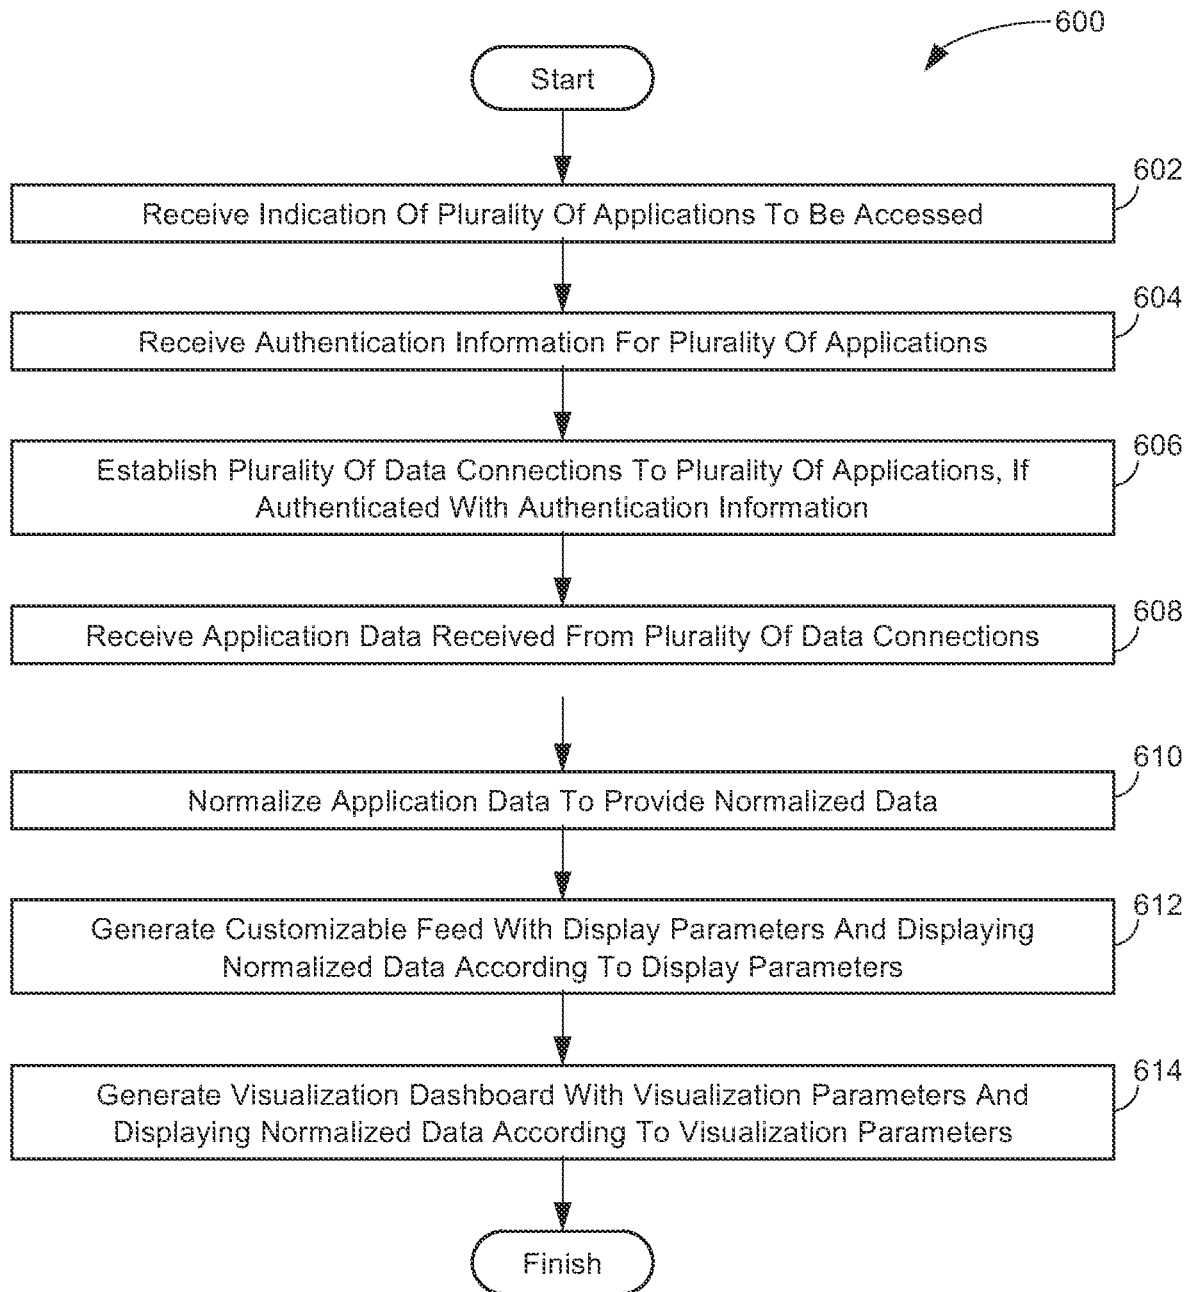 600
Start
602
Receive Indication Of Plurality Of Applications To Be Accessed
604
Receive Authentication Information For Plurality Of Applications
606
Establish Plurality Of Data Connections To Plurality Of Applications, If
Authenticated With Authentication Information
608
Receive Application Data Received From Plurality Of Data Connections
610
Normalize Application Data To Provide Normalized Data
612
Generate Customizable Feed With Display Parameters And Displaying
Normalized Data According To Display Parameters
614
Generate Visualization Dashboard With Visualization Parameters And
Displaying Normalized Data According To Visualization Parameters
Finish